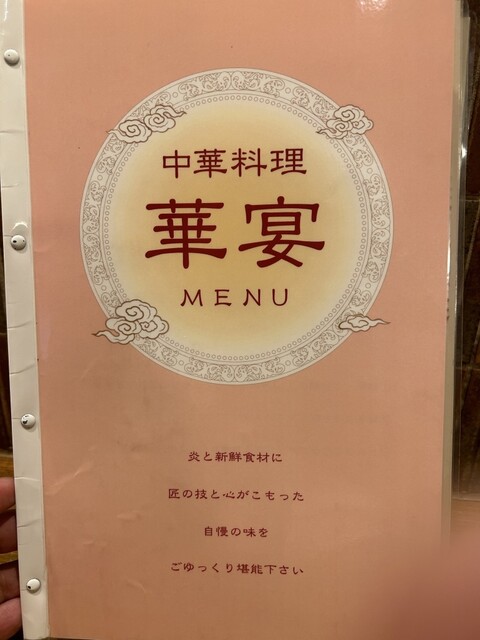 中華料理
華宴
MENU
炎と新鮮食材に
匠の技と心がこもった
自慢の味を
ごゆっくり堪能下さい